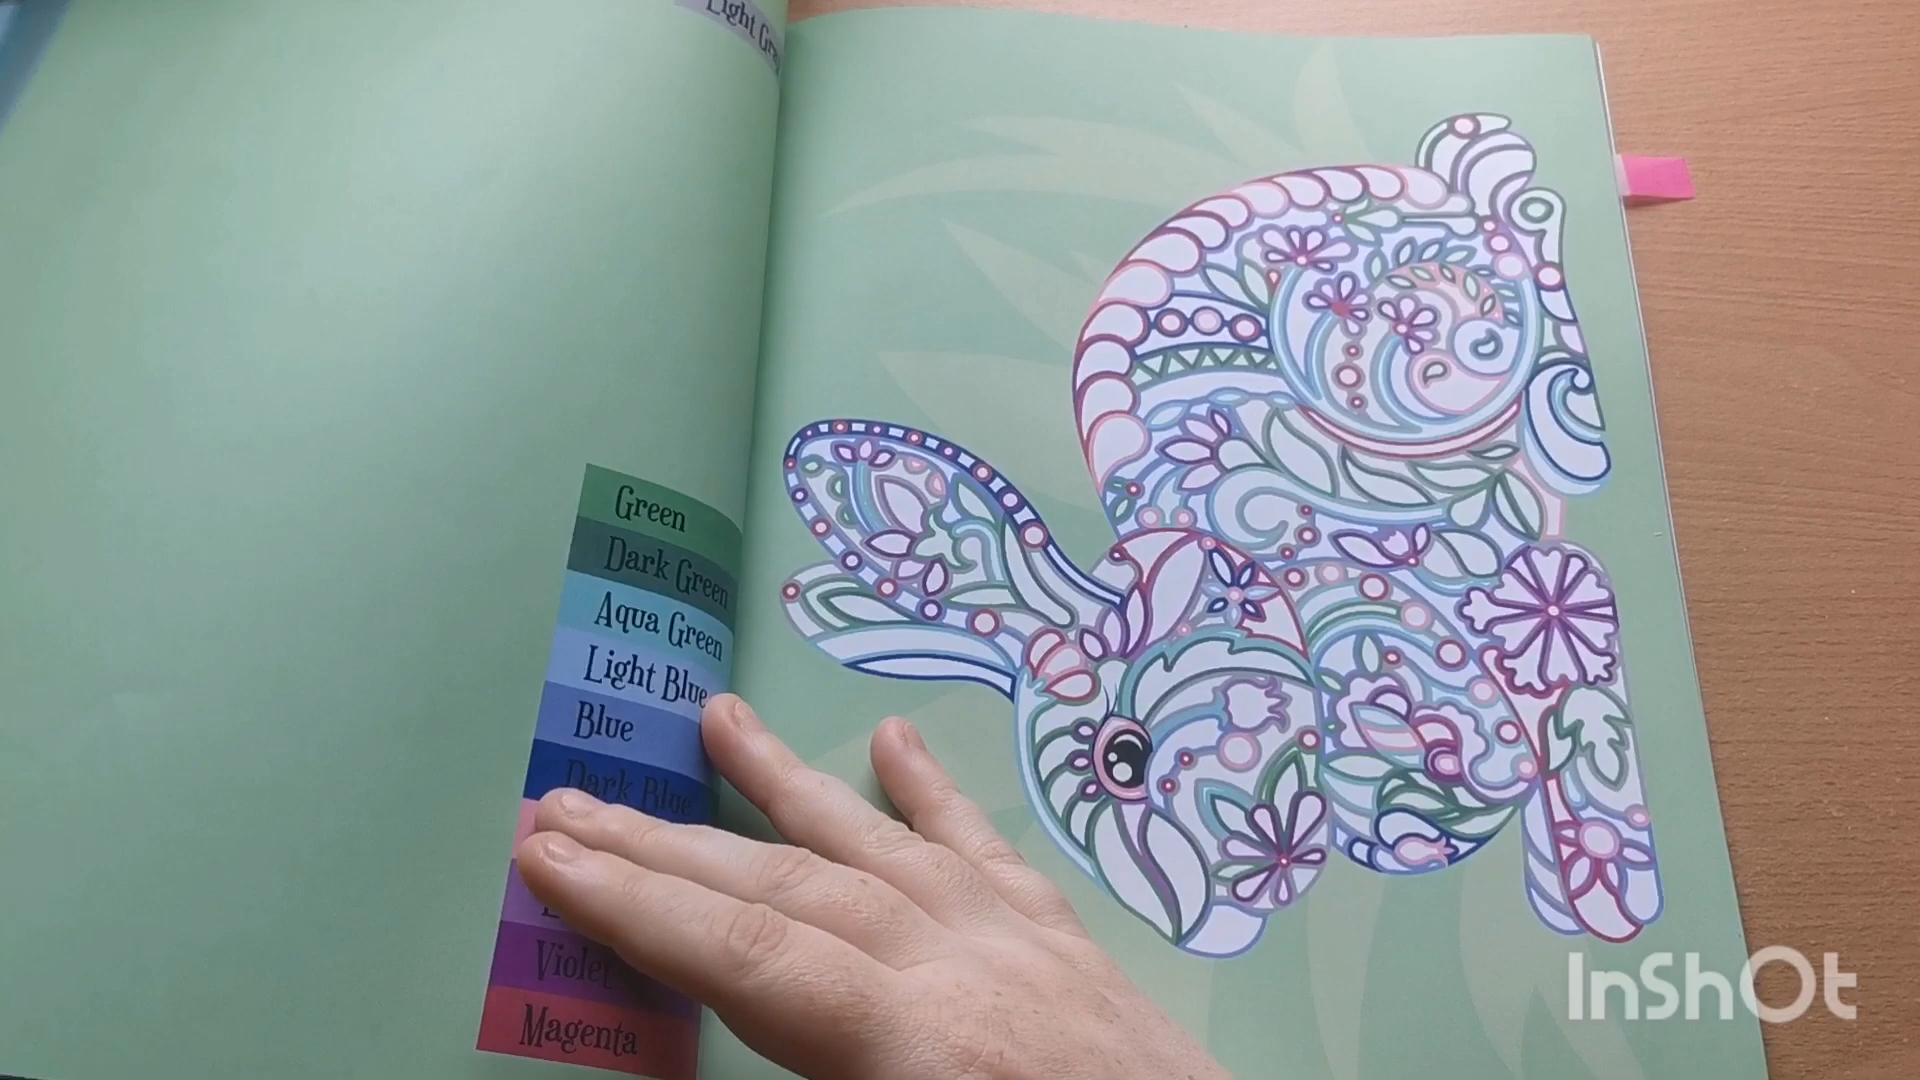 Light Gre
Green
Dark Green
Aqua Green
Light Blue
Blue
Dark Blue
Violet
Magenta
InShOt